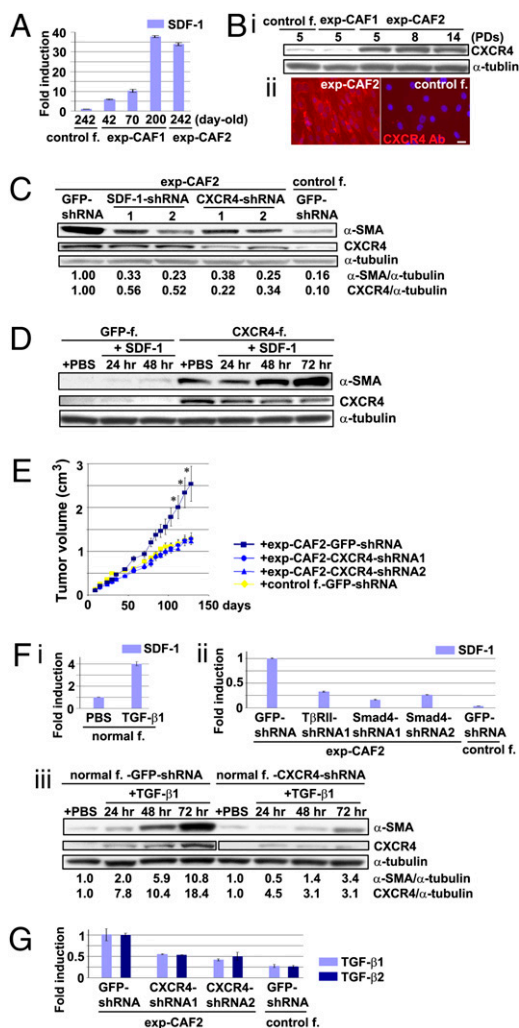 A
SDF-1
Fold induction
40
30
20
10
0
242 42 70 200 242 (day-old)
control f. exp-CAF1 exp-CAF2
B i
control f. exp-CAF1 exp-CAF2
5 5 5 8 14 (PDs)
CXCR4
α-tublin
ii
exp-CAF2 control f.
CXCR4 Ab
C
exp-CAF2 control f.
GFP-shRNA SDF-1-shRNA CXCR4-shRNA GFP-shRNA
1 2 1 2
α-SMA
CXCR4
α-tubulin
1.00 0.33 0.23 0.38 0.25 0.16 α-SMA/α-tubulin
1.00 0.56 0.52 0.22 0.34 0.10 CXCR4/α-tubulin
D
GFP-f. CXCR4-f.
+ SDF-1 + SDF-1
+PBS 24 hr 48 hr +PBS 24 hr 48 hr 72 hr
α-SMA
CXCR4
α-tubulin
E
Tumor volume (cm3)
3
2
1
0
0 50 100 150 days
* * *
+exp-CAF2-GFP-shRNA
+exp-CAF2-CXCR4-shRNA1
+exp-CAF2-CXCR4-shRNA2
+control f.-GFP-shRNA
F i
SDF-1
Fold induction
4
2
0
PBS TGF-β1
normal f.
ii
SDF-1
Fold induction
1
0.5
0
GFP-shRNA TβRII-shRNA1 Smad4-shRNA1 Smad4-shRNA2 GFP-shRNA
exp-CAF2 control f.
iii
normal f. -GFP-shRNA normal f. -CXCR4-shRNA
+TGF-β1 +TGF-β1
+PBS 24 hr 48 hr 72 hr +PBS 24 hr 48 hr 72 hr
α-SMA
CXCR4
α-tubulin
1.0 2.0 5.9 10.8 1.0 0.5 1.4 3.4 α-SMA/α-tubulin
1.0 7.8 10.4 18.4 1.0 4.5 3.1 3.1 CXCR4/α-tubulin
G
Fold induction
1
0.5
0
TGF-β1
TGF-β2
GFP-shRNA CXCR4-shRNA1 CXCR4-shRNA2 GFP-shRNA
exp-CAF2 control f.